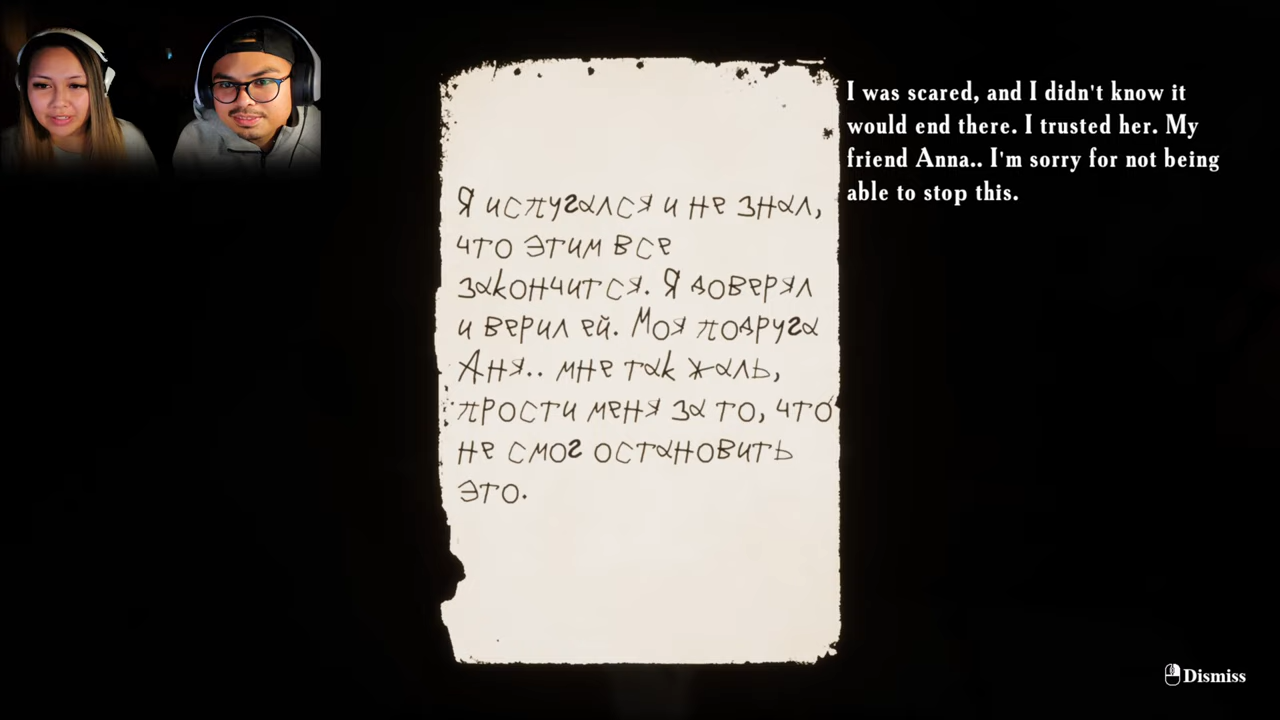 Я испугался и не знал,
что этим все
закончится. Я доверял
и верил ей. Моя подруга
Аня.. мне так жаль,
прости меня за то, что
не смог остановить
это.
I was scared, and I didn't know it
would end there. I trusted her. My
friend Anna.. I'm sorry for not being
able to stop this.
Dismiss